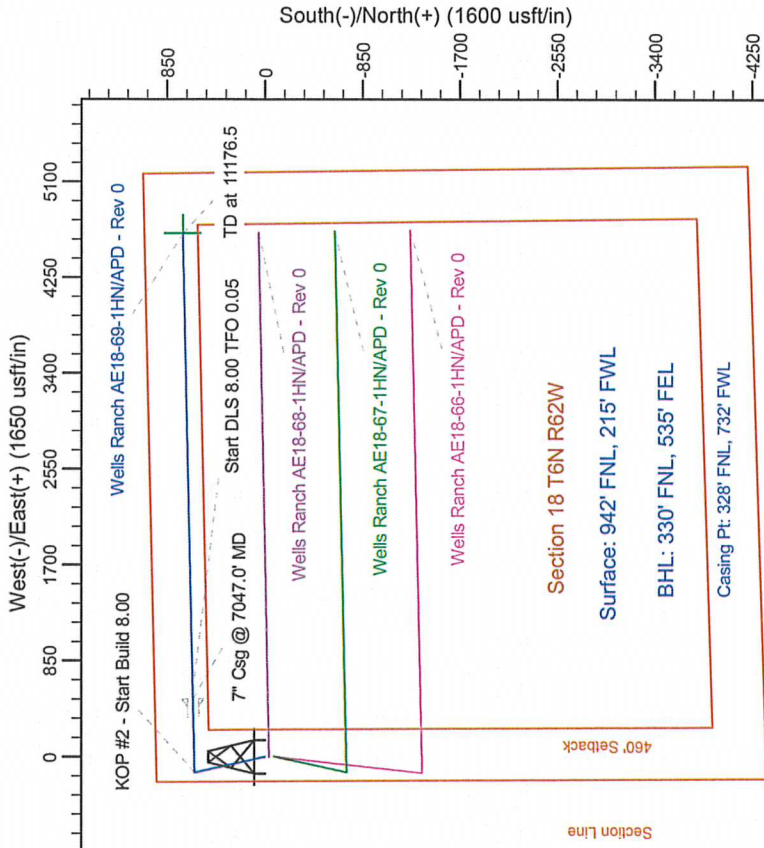 West(-)/East(+) (1650 usft/in)
0
850
1700
2550
3400
4250
5100
South(-)/North(+) (1600 usft/in)
850
-0
-850
-1700
-2550
-3400
-4250
KOP #2 - Start Build 8.00
Wells Ranch AE18-69-1HN/APD - Rev 0
7" Csg @ 7047.0' MD
Start DLS 8.00 TFO 0.05
TD at 11176.5
Wells Ranch AE18-68-1HN/APD - Rev 0
Wells Ranch AE18-67-1HN/APD - Rev 0
Wells Ranch AE18-66-1HN/APD - Rev 0
Section 18 T6N R62W
Surface: 942' FNL, 215' FWL
BHL: 330' FNL, 535' FEL
Casing Pt: 328' FNL, 732' FWL
460' Setback
Section Line